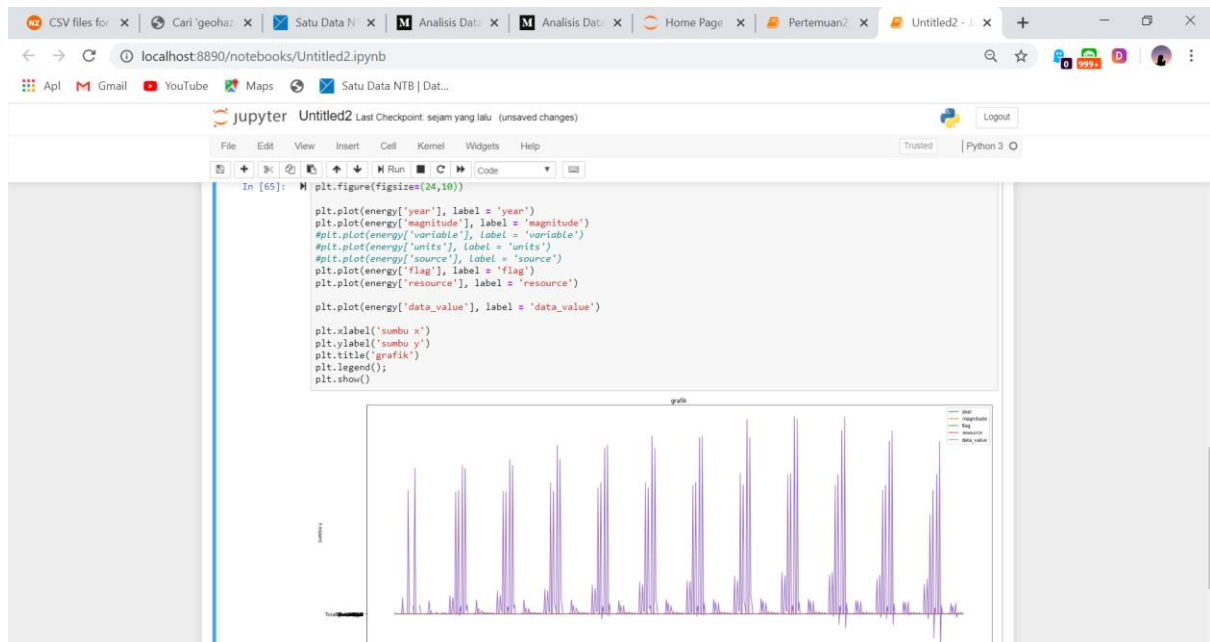 CSV files for
Cari 'geohaz
Satu Data N
Analisis Data
Analisis Data
Home Page
Pertemuan2
Untitled2 - J
localhost:8890/notebooks/Untitled2.ipynb
0
999+
D
Apl
Gmail
YouTube
Maps
Satu Data NTB | Dat...
jupyter Untitled2 Last Checkpoint: sejam yang lalu (unsaved changes)
Logout
File Edit View Insert Cell Kernel Widgets Help
Trusted
Python 3
Run
Code
In [65]:
plt.figure(figsize=(24,10))
plt.plot(energy['year'], label = 'year')
plt.plot(energy['magnitude'], label = 'magnitude')
#plt.plot(energy['variable'], label = 'variable')
#plt.plot(energy['units'], label = 'units')
#plt.plot(energy['source'], label = 'source')
plt.plot(energy['flag'], label = 'flag')
plt.plot(energy['resource'], label = 'resource')
plt.plot(energy['data_value'], label = 'data_value')
plt.xlabel('sumbu x')
plt.ylabel('sumbu y')
plt.title('grafik')
plt.legend();
plt.show()
grafik
year
magnitude
flag
resource
data_value
sumbu y